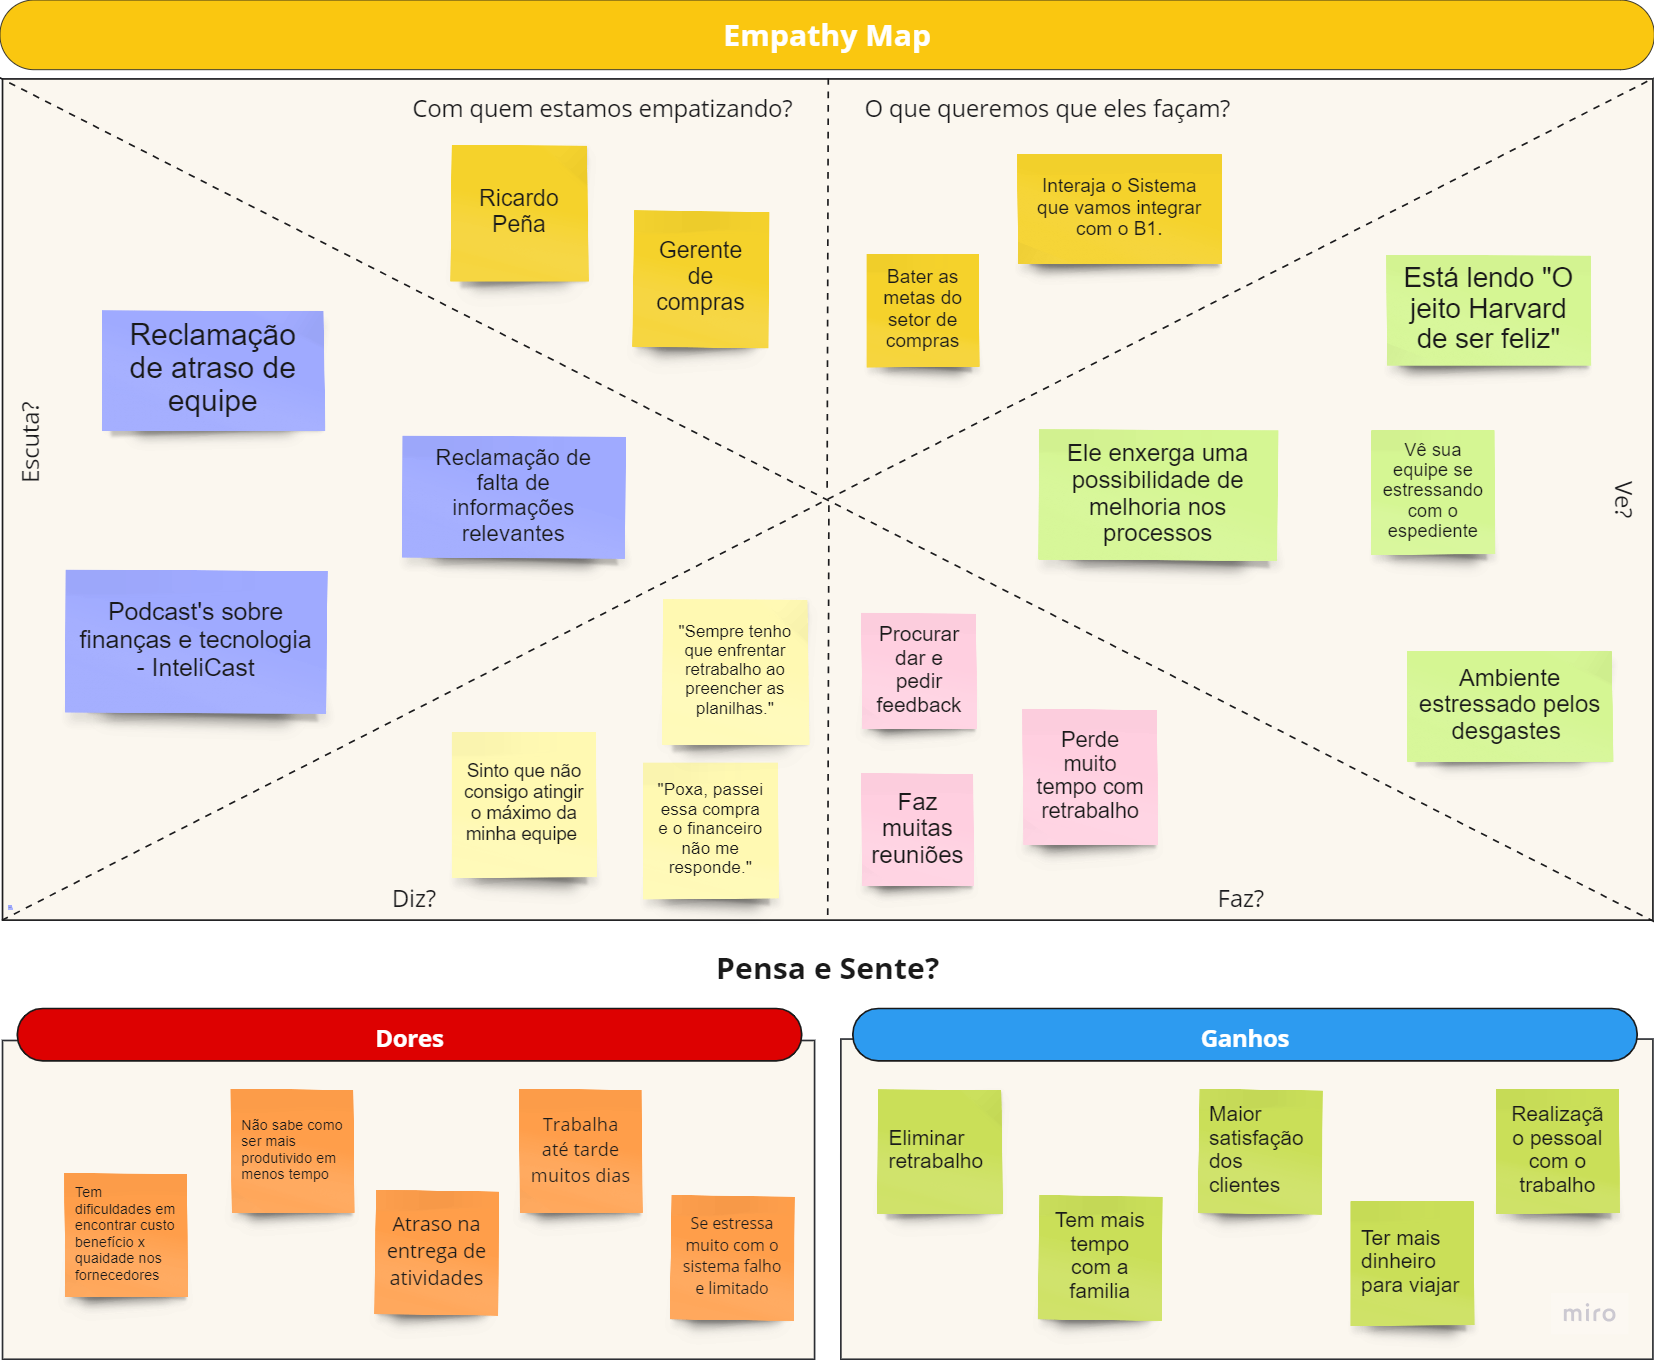 Empathy Map
Com quem estamos empatizando?
Ricardo
Peña
Gerente
de
compras
O que queremos que eles façam?
Interaja o Sistema
que vamos integrar
com o B1.
Bater as
metas do
setor de
compras
Escuta?
Reclamação
de atraso de
equipe
Reclamação de
falta de
informações
relevantes
Podcast's sobre
finanças e tecnologia
- InteliCast
Ve?
Está lendo "O
jeito Harvard
de ser feliz"
Ele enxerga uma
possibilidade de
melhoria nos
processos
Vê sua
equipe se
estressando
com o
espediente
Ambiente
estressado pelos
desgastes
Diz?
"Sempre tenho
que enfrentar
retrabalho ao
preencher as
planilhas."
Sinto que não
consigo atingir
o máximo da
minha equipe
"Poxa, passei
essa compra
e o financeiro
não me
responde."
Faz?
Procurar
dar e
pedir
feedback
Perde
muito
tempo com
retrabalho
Faz
muitas
reuniões
Pensa e Sente?
Dores
Tem
dificuldades em
encontrar custo
benefício x
quaidade nos
fornecedores
Não sabe como
ser mais
produtivido em
menos tempo
Atraso na
entrega de
atividades
Trabalha
até tarde
muitos dias
Se estressa
muito com o
sistema falho
e limitado
Ganhos
Eliminar
retrabalho
Tem mais
tempo
com a
familia
Maior
satisfação
dos
clientes
Ter mais
dinheiro
para viajar
Realizaçã
o pessoal
com o
trabalho
miro